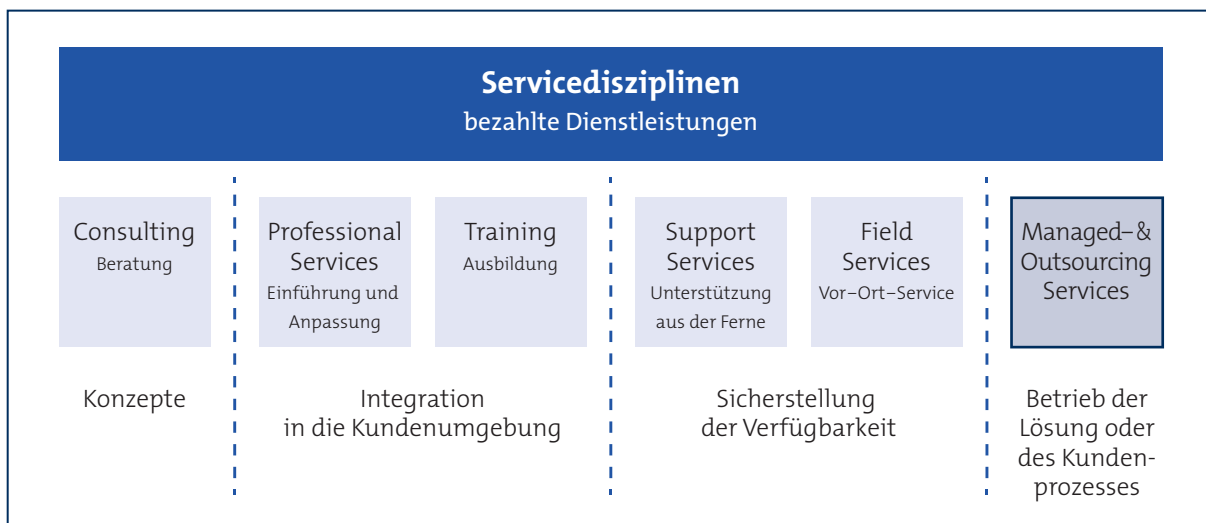 Servicedisziplinen
bezahlte Dienstleistungen
Consulting
Beratung
Professional
Services
Einführung und
Anpassung
Training
Ausbildung
Support
Services
Unterstützung
aus der Ferne
Field
Services
Vor–Ort–Service
Managed–&
Outsourcing
Services
Konzepte
Integration
in die Kundenumgebung
Sicherstellung
der Verfügbarkeit
Betrieb der
Lösung oder
des Kunden-
prozesses